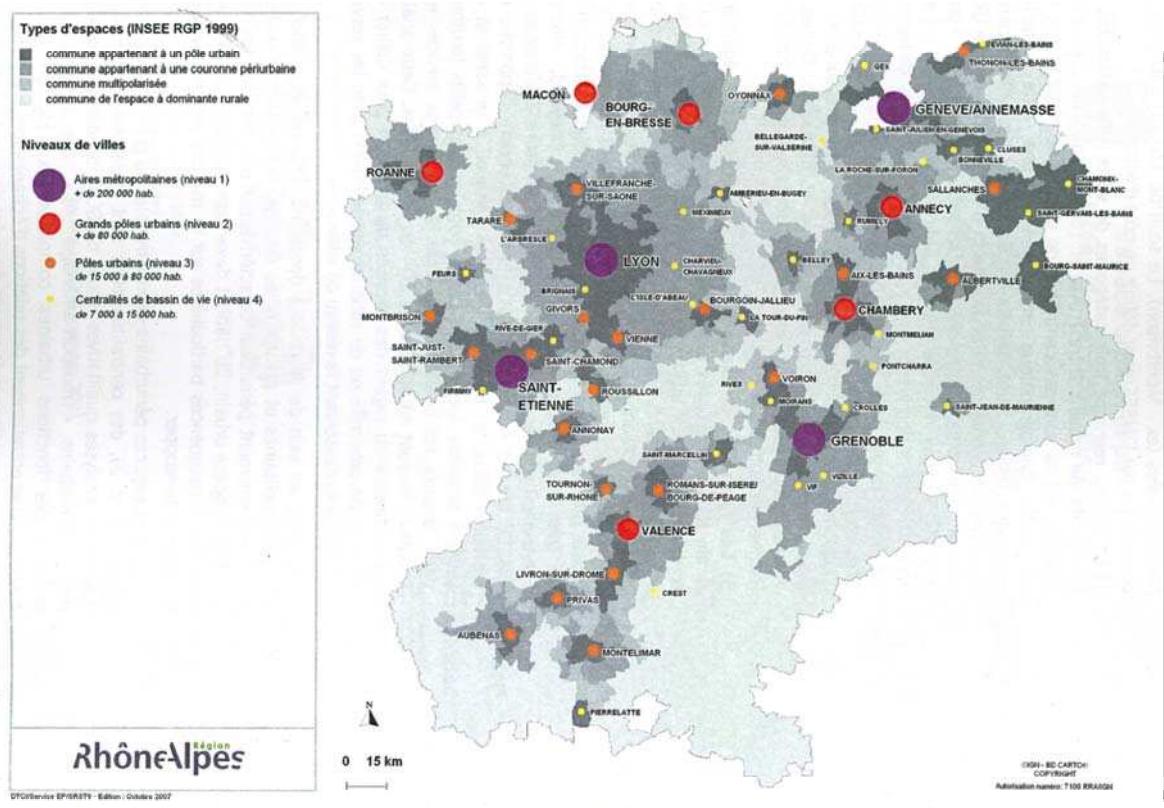 Types d'espaces (INSEE RGP 1999)
commune appartenant à un pôle urbain
commune appartenant à une couronne périurbaine
commune multipolarisée
commune de l'espace à dominante rurale
Niveaux de villes
Aires métropolitaines (niveau 1)
+ de 200 000 hab.
Grands pôles urbains (niveau 2)
+ de 80 000 hab.
Pôles urbains (niveau 3)
de 15 000 à 80 000 hab.
Centralités de bassin de vie (niveau 4)
de 7 000 à 15 000 hab.
Région
RhôneAlpes
DTCI/Service EP/SRSTS - Edition : Octobre 2007
EVIAN-LES-BAINS
THONON-LES-BAINS
GEX
MACON
OYONNAX
BOURG-
EN-BRESSE
GENEVE/ANNEMASSE
SAINT-JULIEN-EN-GENEVOIS
BELLEGARDE-
SUR-VALSERINE
CLUSES
BONNEVILLE
LA ROCHE-SUR-FORON
ROANNE
VILLEFRANCHE-
SUR-SAONE
AMBERIEU-EN-BUGEY
SALLANCHES
CHAMONIX-
MONT-BLANC
TARARE
MEXIMIEUX
ANNECY
SAINT-GERVAIS-LES-BAINS
RUMILLY
L'ARBRESLE
LYON
CHARVIEU-
CHAVAGNEUX
BELLEY
BOURG-SAINT-MAURICE
FEURS
AIX-LES-BAINS
ALBERTVILLE
BRIGNAIS
L'ISLE-D'ABEAU
BOURGOIN-JALLIEU
CHAMBERY
MONTBRISON
GIVORS
LA TOUR-DU-PIN
RIVE-DE-GIER
VIENNE
MONTMELIAN
SAINT-JUST-
SAINT-RAMBERT
SAINT-CHAMOND
PONTCHARRA
SAINT-
ETIENNE
FIRMINY
ROUSSILLON
RIVES
VOIRON
MOIRANS
CROLLES
SAINT-JEAN-DE-MAURIENNE
ANNONAY
GRENOBLE
SAINT-MARCELLIN
VIZILLE
VIF
TOURNON-
SUR-RHONE
ROMANS-SUR-ISERE/
BOURG-DE-PEAGE
VALENCE
LIVRON-SUR-DROME
CREST
PRIVAS
AUBENAS
MONTELIMAR
PIERRELATTE
N
0 15 km
©IGN - BD CARTO®
COPYRIGHT
Autorisation numéro: